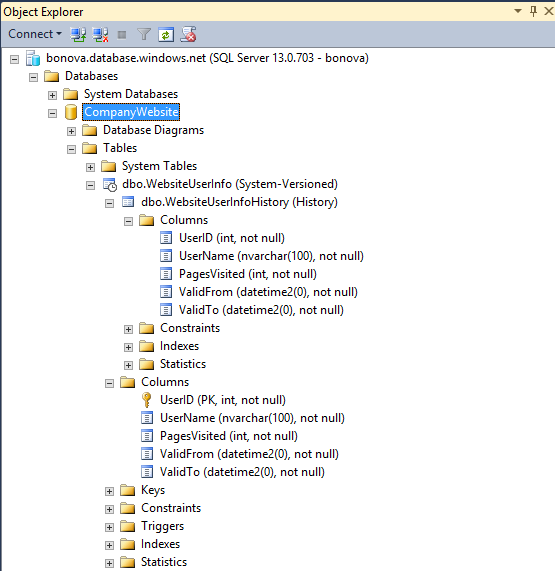 Object Explorer
Connect
bonova.database.windows.net (SQL Server 13.0.703 - bonova)
Databases
System Databases
CompanyWebsite
Database Diagrams
Tables
System Tables
dbo.WebsiteUserInfo (System-Versioned)
dbo.WebsiteUserInfoHistory (History)
Columns
UserID (int, not null)
UserName (nvarchar(100), not null)
PagesVisited (int, not null)
ValidFrom (datetime2(0), not null)
ValidTo (datetime2(0), not null)
Constraints
Indexes
Statistics
Columns
UserID (PK, int, not null)
UserName (nvarchar(100), not null)
PagesVisited (int, not null)
ValidFrom (datetime2(0), not null)
ValidTo (datetime2(0), not null)
Keys
Constraints
Triggers
Indexes
Statistics